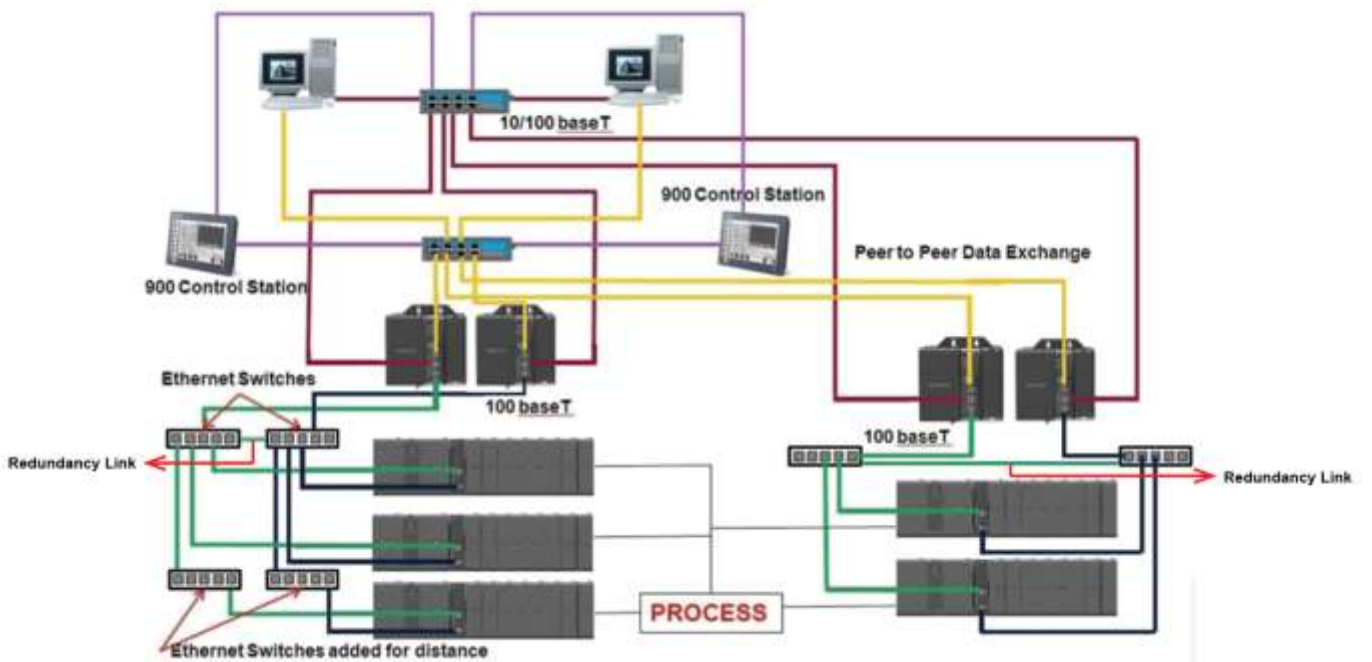 10/100 baseT
900 Control Station
900 Control Station
Peer to Peer Data Exchange
Ethernet Switches
100 baseT
100 baseT
Redundancy Link
Redundancy Link
PROCESS
Ethernet Switches added for distance